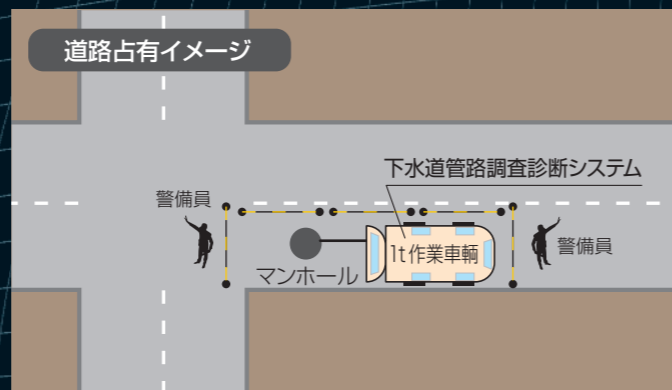 道路占有イメージ
下水道管路調査診断システム
警備員
1t作業車輌
警備員
マンホール